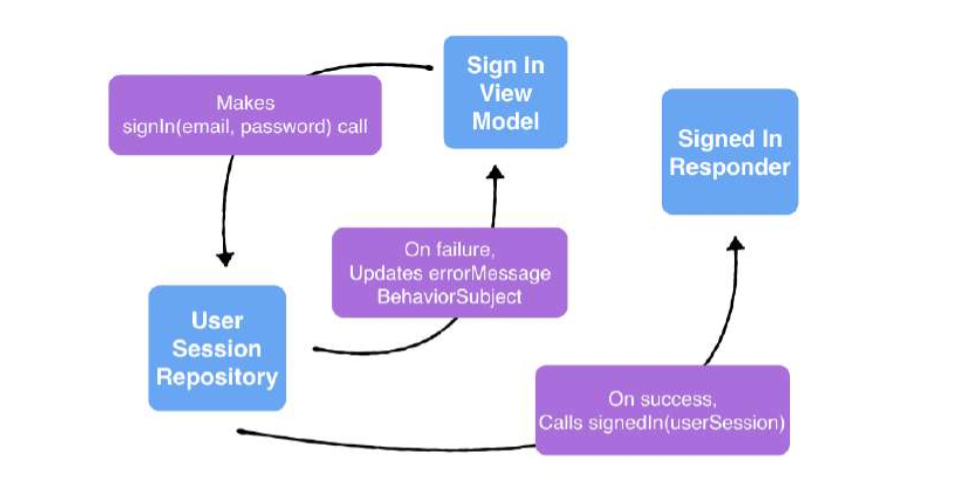 Sign In
View
Model
Makes
signIn(email, password) call
Signed In
Responder
On failure,
Updates errorMessage
BehaviorSubject
User
Session
Repository
On success,
Calls signedIn(userSession)